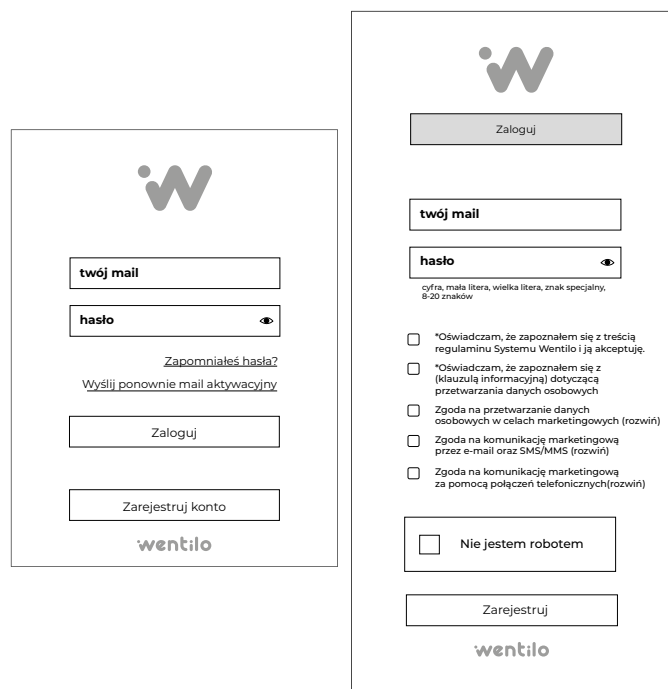 twój mail
hasło
Zapomniałeś hasła?
Wyślij ponownie mail aktywacyjny
Zaloguj
Zarejestruj konto
wentilo
Zaloguj
twój mail
hasło
cyfra, mała litera, wielka litera, znak specjalny,
8-20 znaków
*Oświadczam, że zapoznałem się z treścią
regulaminu Systemu Wentilo i ją akceptuję.
*Oświadczam, że zapoznałem się z
(klauzulą informacyjną) dotyczącą
przetwarzania danych osobowych
Zgoda na przetwarzanie danych
osobowych w celach marketingowych (rozwiń)
Zgoda na komunikację marketingową
przez e-mail oraz SMS/MMS (rozwiń)
Zgoda na komunikację marketingową
za pomocą połączeń telefonicznych(rozwiń)
Nie jestem robotem
Zarejestruj
wentilo